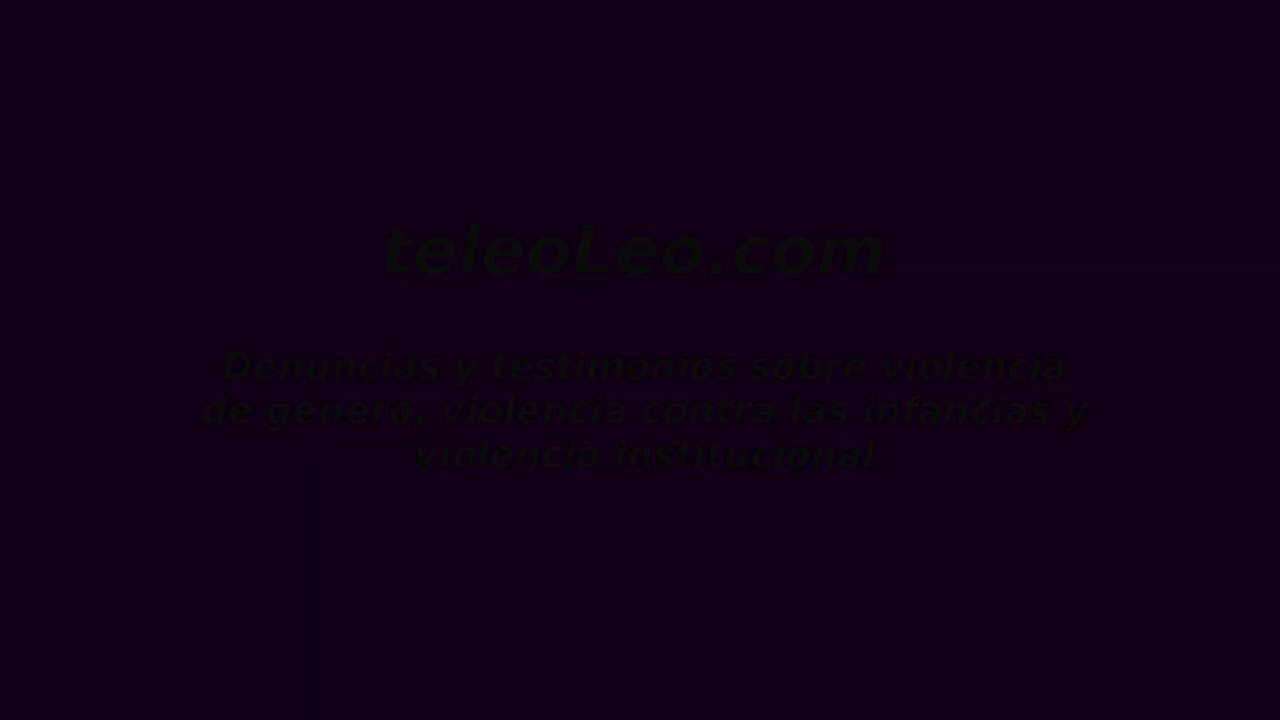 teleoLeo.com
Denuncias y testimonios sobre violencia
de género, violencia contra las infancias y
violencia institucional